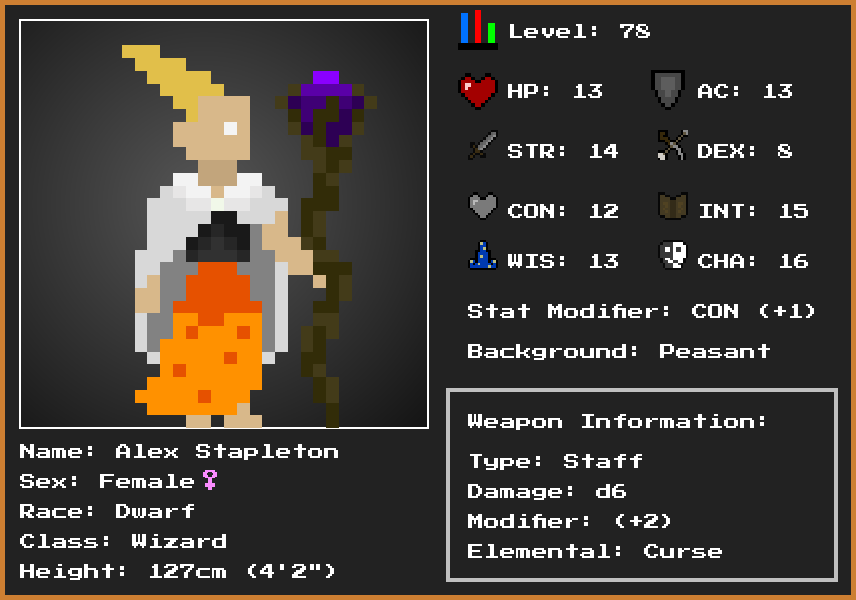 Level: 78
HP: 13
AC: 13
STR: 14
DEX: 8
CON: 12
INT: 15
WIS: 13
CHA: 16
Stat Modifier: CON (+1)
Background: Peasant
Weapon Information:
Type: Staff
Damage: d6
Modifier: (+2)
Elemental: Curse
Name: Alex Stapleton
Sex: Female♀
Race: Dwarf
Class: Wizard
Height: 127cm (4'2")